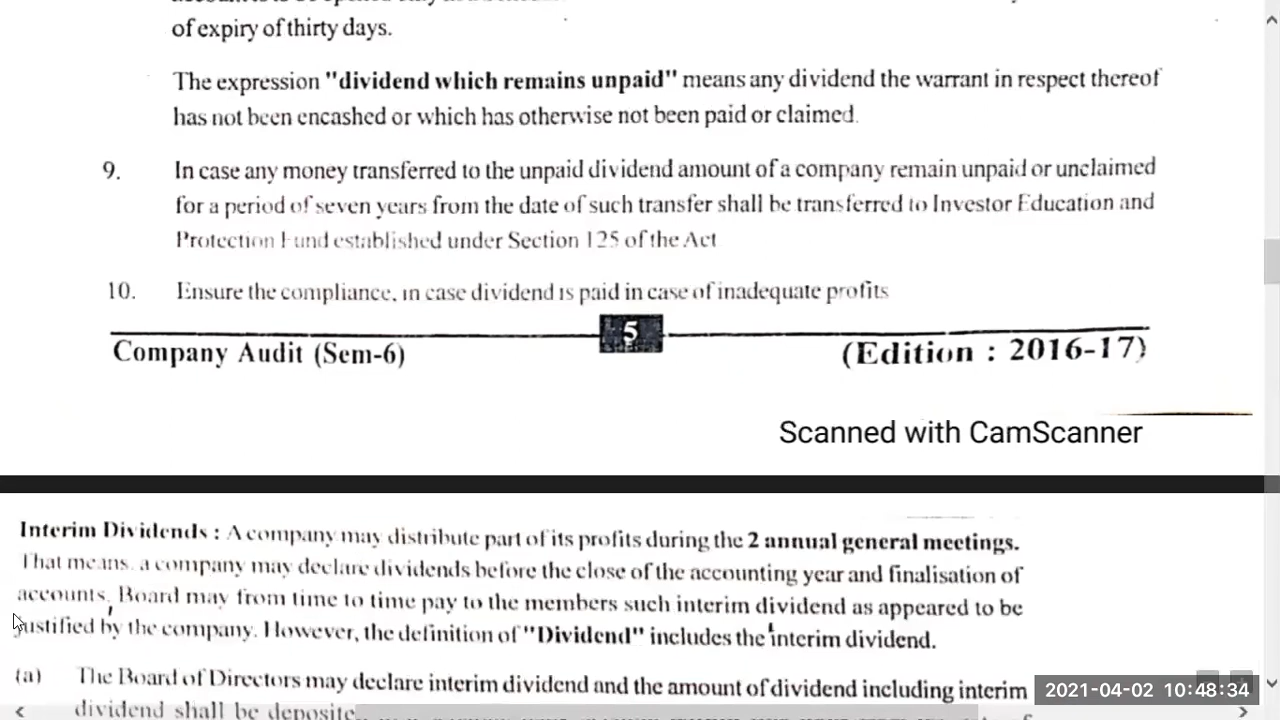 of expiry of thirty days.
The expression "dividend which remains unpaid" means any dividend the warrant in respect thereof
has not been encashed or which has otherwise not been paid or claimed.
9. In case any money transferred to the unpaid dividend amount of a company remain unpaid or unclaimed
for a period of seven years from the date of such transfer shall be transferred to Investor Education and
Protection Fund established under Section 125 of the Act
10. Ensure the compliance, in case dividend is paid in case of inadequate profits
5
Company Audit (Sem-6) (Edition : 2016-17)
Scanned with CamScanner
Interim Dividends : A company may distribute part of its profits during the 2 annual general meetings.
That means, a company may declare dividends before the close of the accounting year and finalisation of
accounts, Board may from time to time pay to the members such interim dividend as appeared to be
justified by the company. However, the definition of "Dividend" includes the interim dividend.
(a) The Board of Directors may declare interim dividend and the amount of dividend including interim
2021-04-02 10:48:34
dividend shall be deposite